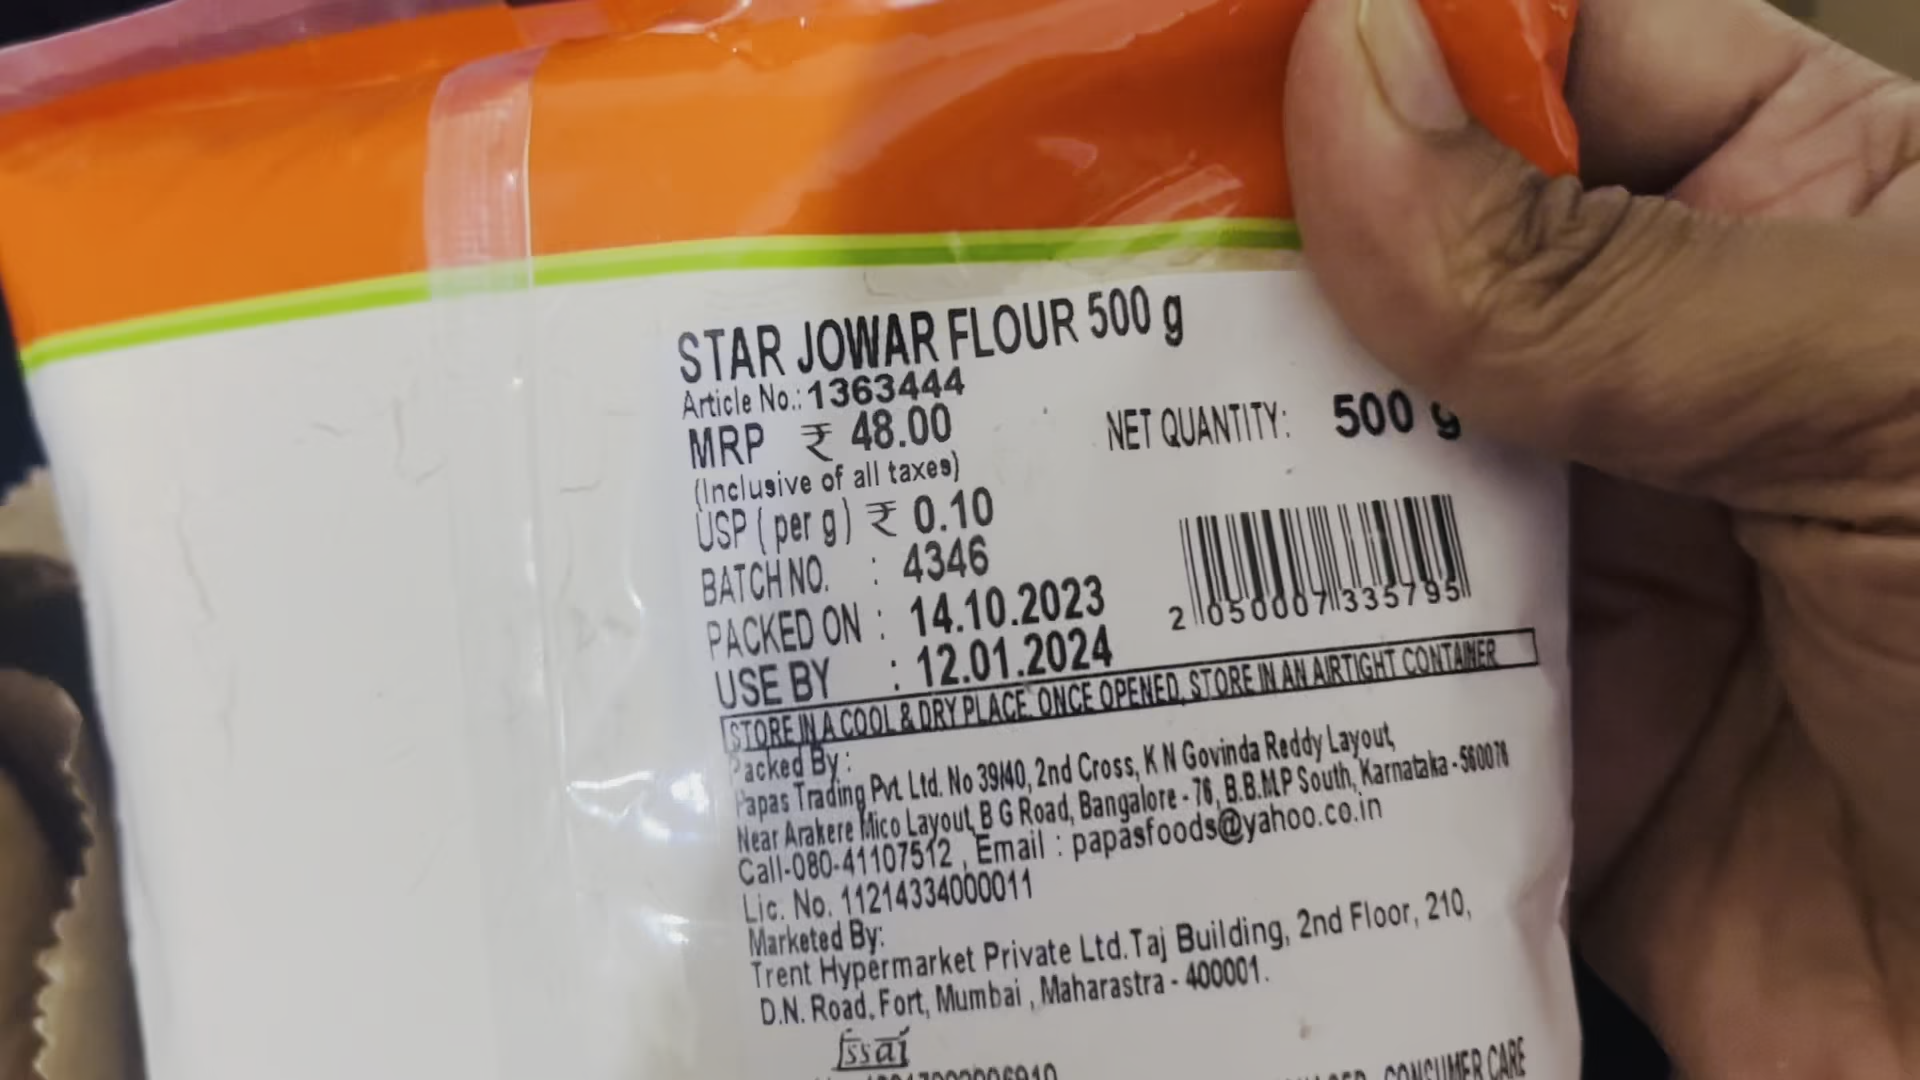 STAR JOWAR FLOUR 500 g
Article No.: 1363444
MRP ₹ 48.00
NET QUANTITY: 500 g
(Inclusive of all taxes)
USP ( per g) ₹ 0.10
BATCH NO. : 4346
PACKED ON : 14.10.2023
USE BY : 12.01.2024
2 050007 335795
STORE IN A COOL & DRY PLACE. ONCE OPENED, STORE IN AN AIRTIGHT CONTAINER
Packed By :
Papas Trading Pvt. Ltd. No 39/40, 2nd Cross, K N Govinda Reddy Layout,
Near Arakere Mico Layout, B G Road, Bangalore - 76, B.B.M.P South, Karnataka - 560076
Call-080-41107512 , Email : papasfoods@yahoo.co.in
Lic. No. 11214334000011
Marketed By:
Trent Hypermarket Private Ltd. Taj Building, 2nd Floor, 210,
D.N. Road, Fort, Mumbai , Maharastra - 400001.
fssai
CONSUMER CARE